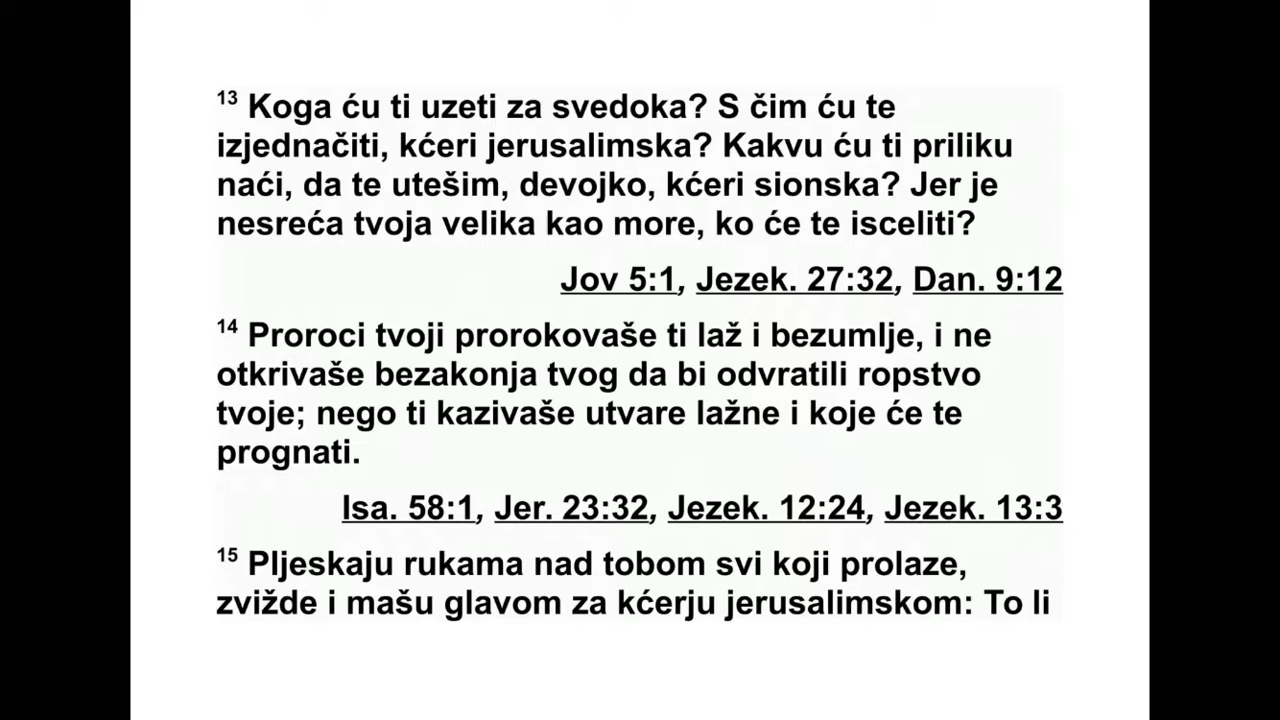 13 Koga ću ti uzeti za svedoka? S čim ću te
izjednačiti, kćeri jerusalimska? Kakvu ću ti priliku
naći, da te utešim, devojko, kćeri sionska? Jer je
nesreća tvoja velika kao more, ko će te isceliti?
Jov 5:1, Jezek. 27:32, Dan. 9:12
14 Proroci tvoji prorokovaše ti laž i bezumlje, i ne
otkrivaše bezakonja tvog da bi odvratili ropstvo
tvoje; nego ti kazivaše utvare lažne i koje će te
prognati.
Isa. 58:1, Jer. 23:32, Jezek. 12:24, Jezek. 13:3
15 Pljeskaju rukama nad tobom svi koji prolaze,
zvižde i mašu glavom za kćerju jerusalimskom: To li